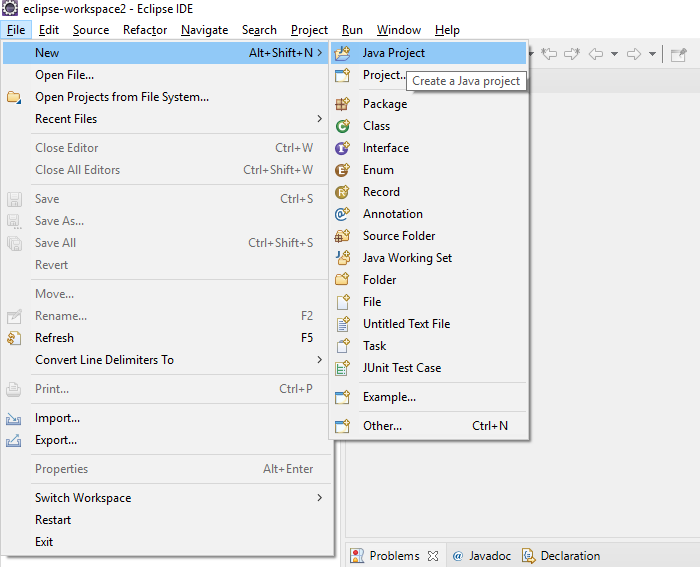 eclipse-workspace2 - Eclipse IDE
File Edit Source Refactor Navigate Search Project Run Window Help
New Alt+Shift+N >
Open File...
Open Projects from File System...
Recent Files >
Close Editor Ctrl+W
Close All Editors Ctrl+Shift+W
Save Ctrl+S
Save As...
Save All Ctrl+Shift+S
Revert
Move...
Rename... F2
Refresh F5
Convert Line Delimiters To >
Print... Ctrl+P
Import...
Export...
Properties Alt+Enter
Switch Workspace >
Restart
Exit
Java Project
Project...
Create a Java project
Package
Class
Interface
Enum
Record
Annotation
Source Folder
Java Working Set
Folder
File
Untitled Text File
Task
JUnit Test Case
Example...
Other... Ctrl+N
Problems @ Javadoc Declaration